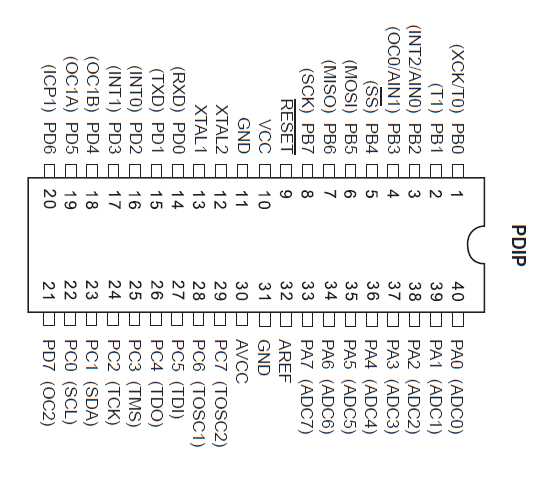 PDIP
(XCK/T0) PB0 1 40 PA0 (ADC0)
(T1) PB1 2 39 PA1 (ADC1)
(INT2/AIN0) PB2 3 38 PA2 (ADC2)
(OC0/AIN1) PB3 4 37 PA3 (ADC3)
(SS) PB4 5 36 PA4 (ADC4)
(MOSI) PB5 6 35 PA5 (ADC5)
(MISO) PB6 7 34 PA6 (ADC6)
(SCK) PB7 8 33 PA7 (ADC7)
RESET 9 32 AREF
VCC 10 31 GND
GND 11 30 AVCC
XTAL2 12 29 PC7 (TOSC2)
XTAL1 13 28 PC6 (TOSC1)
(RXD) PD0 14 27 PC5 (TDI)
(TXD) PD1 15 26 PC4 (TDO)
(INT0) PD2 16 25 PC3 (TMS)
(INT1) PD3 17 24 PC2 (TCK)
(OC1B) PD4 18 23 PC1 (SDA)
(OC1A) PD5 19 22 PC0 (SCL)
(ICP1) PD6 20 21 PD7 (OC2)